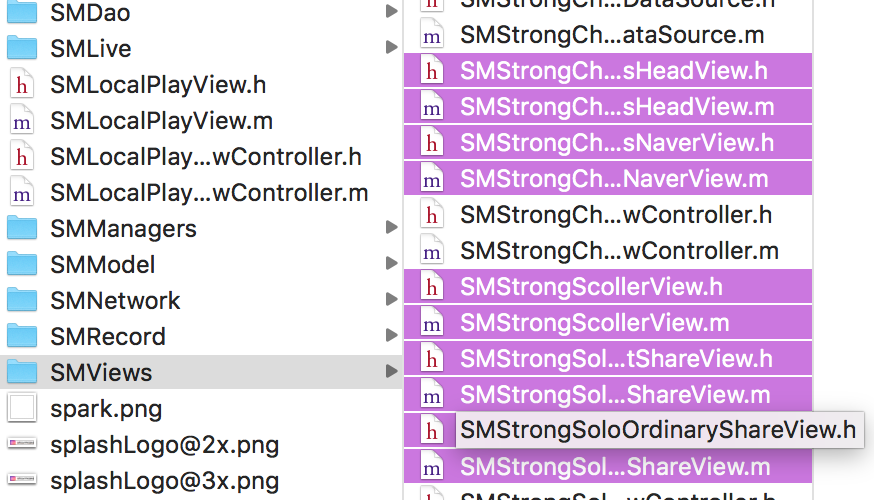 SMDao
SMLive
SMLocalPlayView.h
SMLocalPlayView.m
SMLocalPlay...wController.h
SMLocalPlay...wController.m
SMManagers
SMModel
SMNetwork
SMRecord
SMViews
spark.png
splashLogo@2x.png
splashLogo@3x.png
SMStrongCh...DataSource.h
SMStrongCh...ataSource.m
SMStrongCh...sHeadView.h
SMStrongCh...sHeadView.m
SMStrongCh...sNaverView.h
SMStrongCh...NaverView.m
SMStrongCh...wController.h
SMStrongCh...wController.m
SMStrongScollerView.h
SMStrongScollerView.m
SMStrongSol...tShareView.h
SMStrongSol...ShareView.m
SMStrongSoloOrdinaryShareView.h
SMStrongSol...ShareView.m
SMStrongSol...wController.h